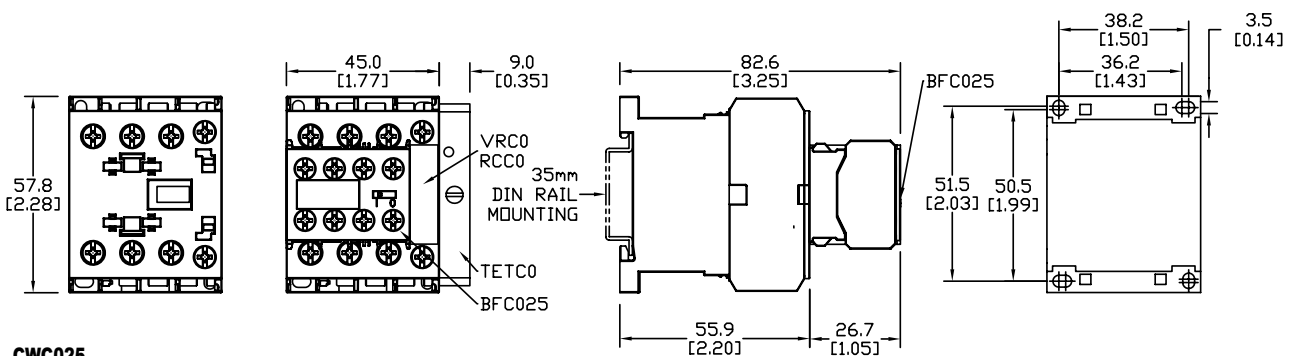 57.8
[2.28]
45.0
[1.77]
9.0
[0.35]
VRC0
RCC0
TETC0
BFC025
35mm
DIN RAIL
MOUNTING
82.6
[3.25]
BFC025
55.9
[2.20]
26.7
[1.05]
38.2
[1.50]
3.5
[0.14]
36.2
[1.43]
51.5
[2.03]
50.5
[1.99]
CWC025